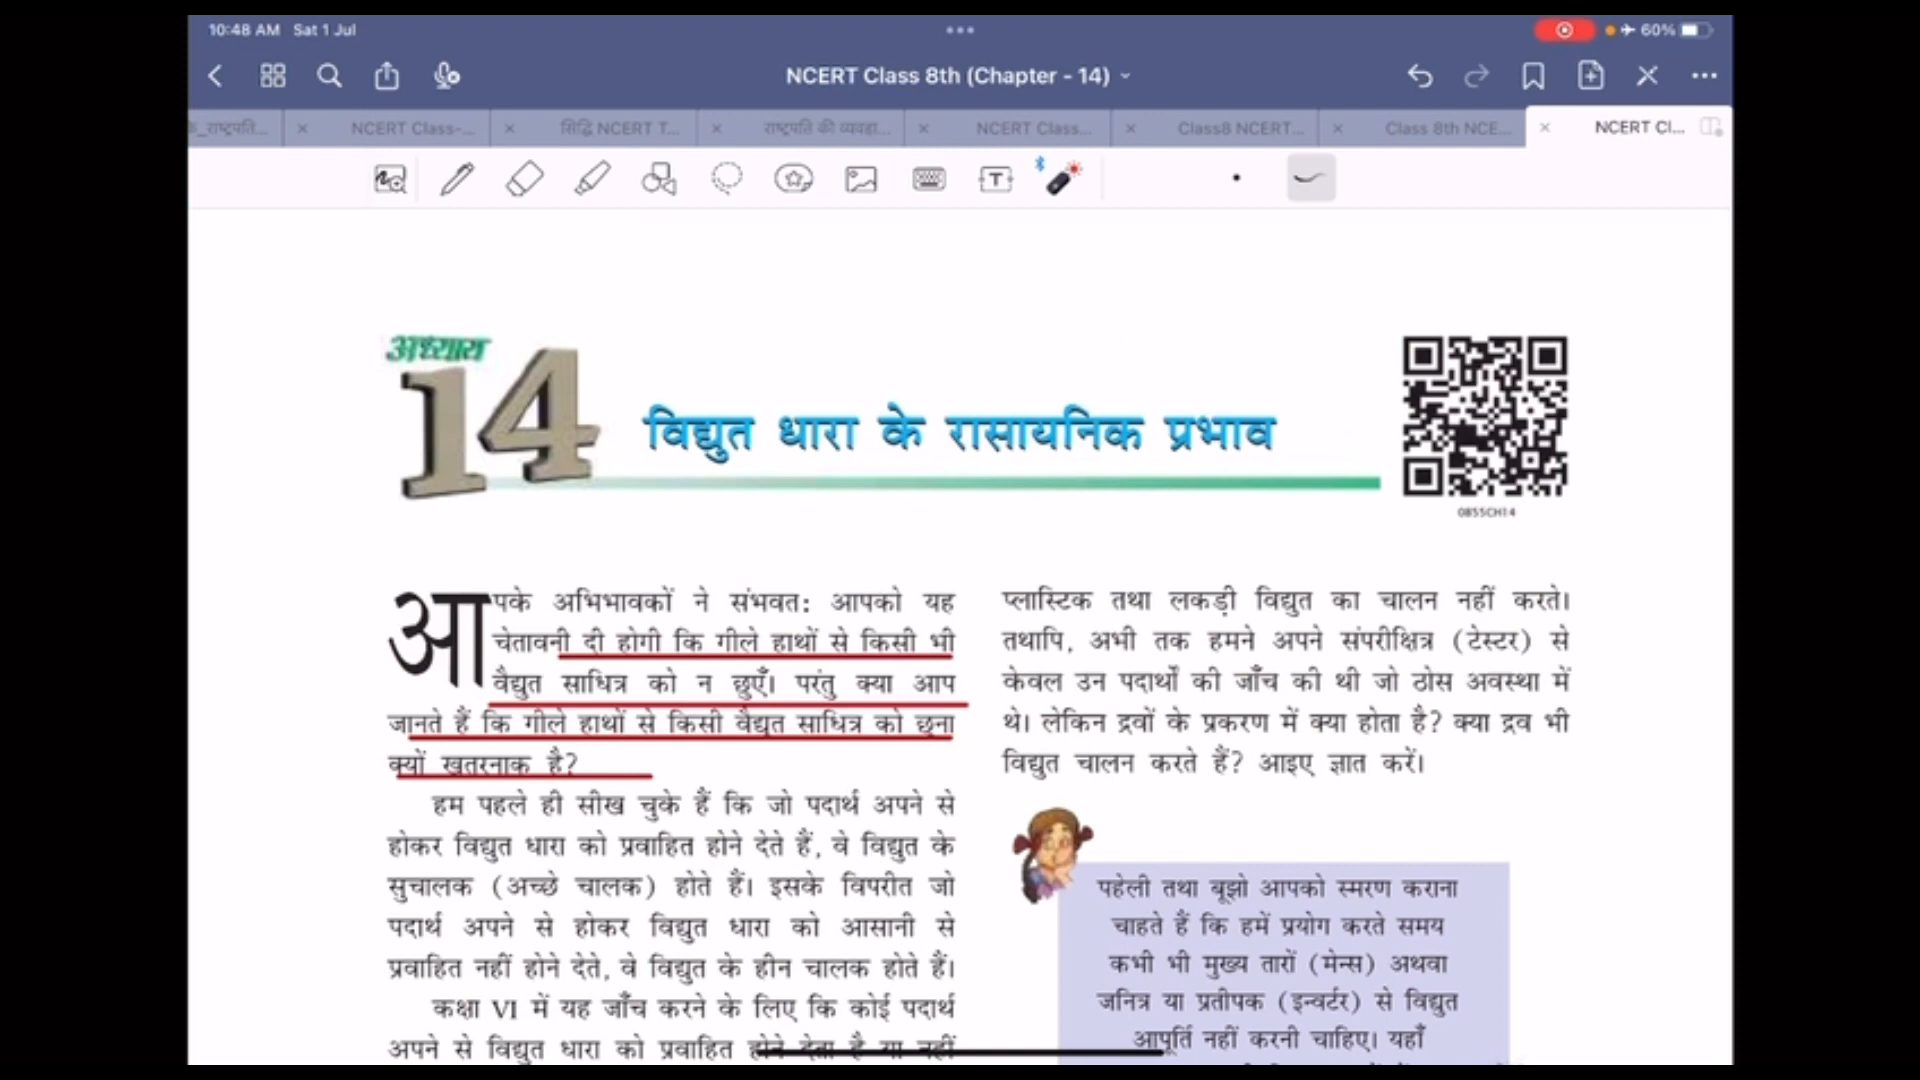 10:48 AM Sat 1 Jul
60%
NCERT Class 8th (Chapter - 14)
राष्ट्रपति...
NCERT Class-...
सिद्धि NCERT T...
राष्ट्रपति की व्यवहा...
NCERT Class...
Class8 NCERT...
Class 8th NCE...
NCERT Cl...
अध्याय
14
विद्युत धारा के रासायनिक प्रभाव
0855CH14
आपके अभिभावकों ने संभवत: आपको यह
चेतावनी दी होगी कि गीले हाथों से किसी भी
वैद्युत साधित्र को न छुएँ। परंतु क्या आप
जानते हैं कि गीले हाथों से किसी वैद्युत साधित्र को छूना
क्यों खतरनाक है?
हम पहले ही सीख चुके हैं कि जो पदार्थ अपने से
होकर विद्युत धारा को प्रवाहित होने देते हैं, वे विद्युत के
सुचालक (अच्छे चालक) होते हैं। इसके विपरीत जो
पदार्थ अपने से होकर विद्युत धारा को आसानी से
प्रवाहित नहीं होने देते, वे विद्युत के हीन चालक होते हैं।
कक्षा VI में यह जाँच करने के लिए कि कोई पदार्थ
अपने से विद्युत धारा को प्रवाहित होने देता है या नहीं
प्लास्टिक तथा लकड़ी विद्युत का चालन नहीं करते।
तथापि, अभी तक हमने अपने संपरीक्षित्र (टेस्टर) से
केवल उन पदार्थों की जाँच की थी जो ठोस अवस्था में
थे। लेकिन द्रवों के प्रकरण में क्या होता है? क्या द्रव भी
विद्युत चालन करते हैं? आइए ज्ञात करें।
पहेली तथा बूझो आपको स्मरण कराना
चाहते हैं कि हमें प्रयोग करते समय
कभी भी मुख्य तारों (मेन्स) अथवा
जनित्र या प्रतीपक (इन्वर्टर) से विद्युत
आपूर्ति नहीं करनी चाहिए। यहाँ